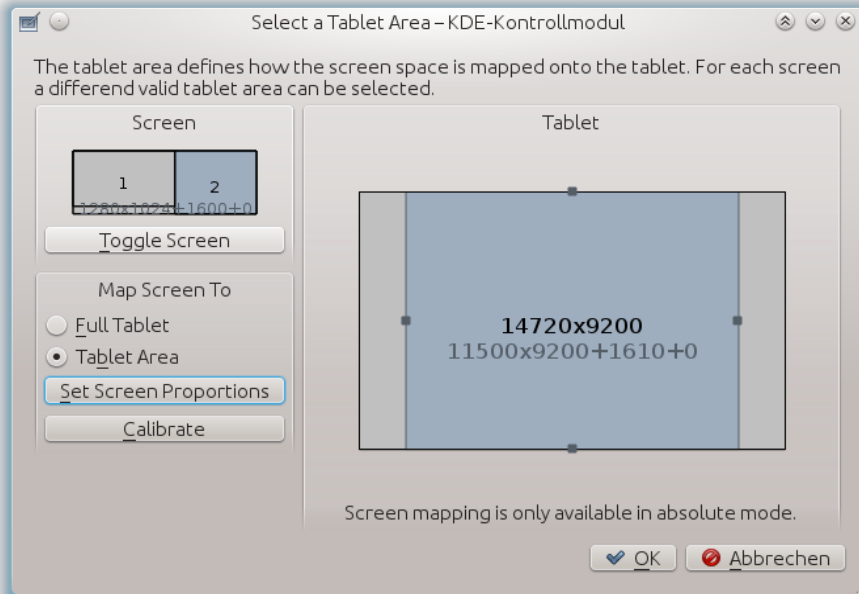 Select a Tablet Area – KDE-Kontrollmodul
The tablet area defines how the screen space is mapped onto the tablet. For each screen
a differend valid tablet area can be selected.
Screen
1
2
1280x1024+1600+0
Toggle Screen
Map Screen To
Full Tablet
Tablet Area
Set Screen Proportions
Calibrate
Tablet
14720x9200
11500x9200+1610+0
Screen mapping is only available in absolute mode.
OK
Abbrechen